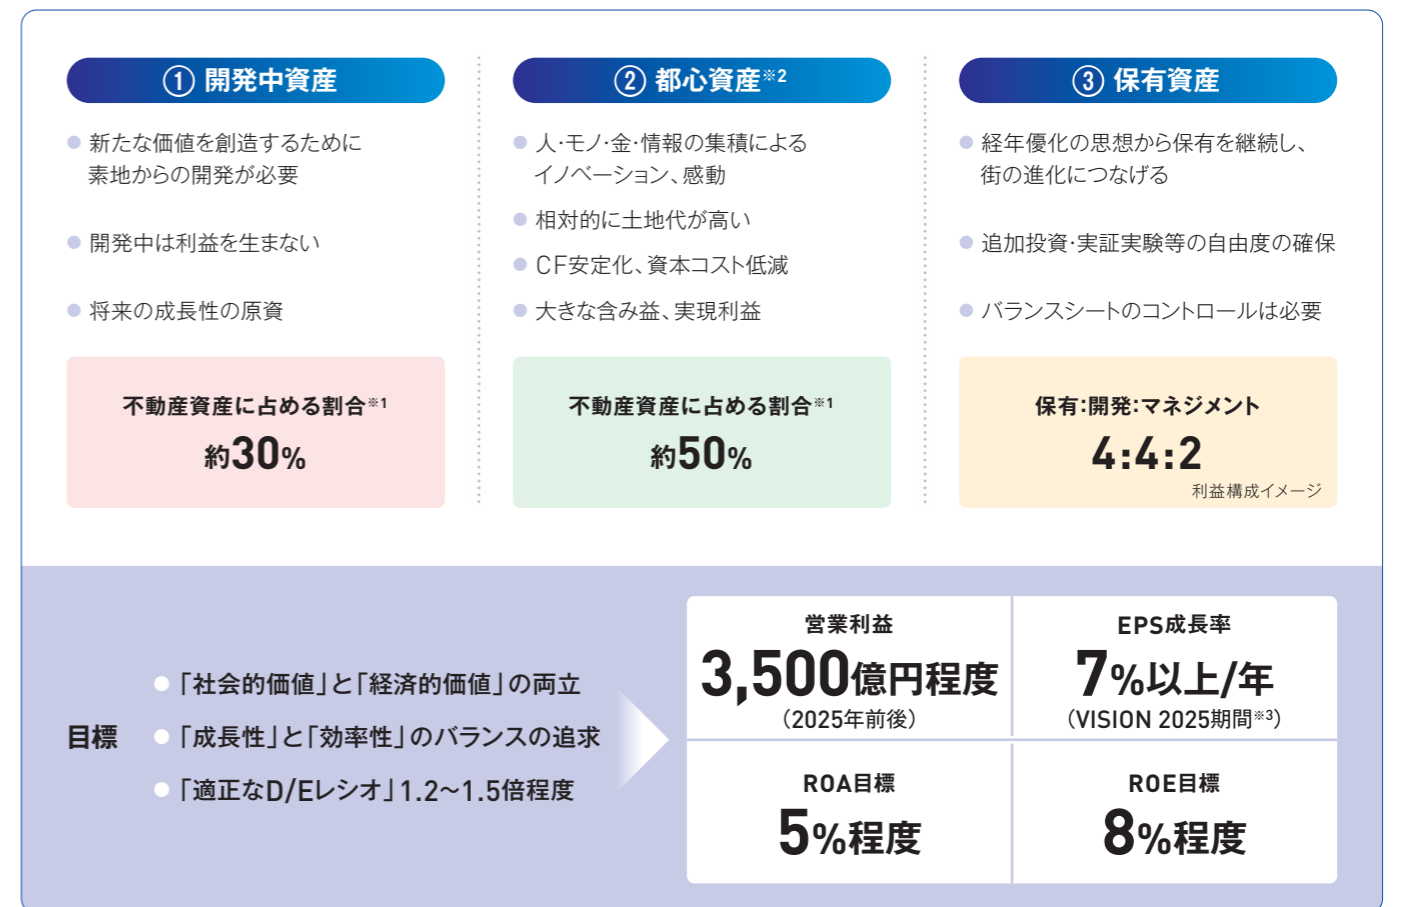 ① 開発中資産
● 新たな価値を創造するために
素地からの開発が必要
● 開発中は利益を生まない
● 将来の成長性の原資
不動産資産に占める割合※1
約30%
② 都心資産※2
● 人・モノ・金・情報の集積による
イノベーション、感動
● 相対的に土地代が高い
● CF安定化、資本コスト低減
● 大きな含み益、実現利益
不動産資産に占める割合※1
約50%
③ 保有資産
● 経年優化の思想から保有を継続し、
街の進化につなげる
● 追加投資・実証実験等の自由度の確保
● バランスシートのコントロールは必要
保有:開発:マネジメント
4:4:2
利益構成イメージ
目標
● 「社会的価値」と「経済的価値」の両立
● 「成長性」と「効率性」のバランスの追求
● 「適正なD/Eレシオ」1.2～1.5倍程度
営業利益
3,500億円程度
（2025年前後）
EPS成長率
7%以上/年
（VISION 2025期間※3）
ROA目標
5%程度
ROE目標
8%程度